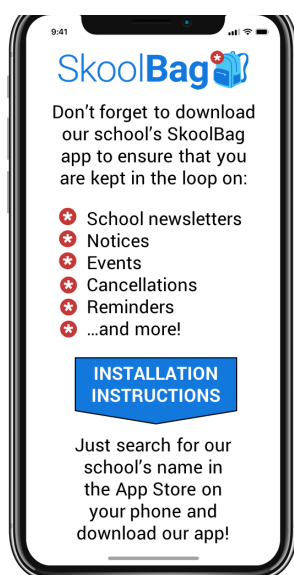 9:41
SkoolBag
Don't forget to download
our school's SkoolBag
app to ensure that you
are kept in the loop on:
School newsletters
Notices
Events
Cancellations
Reminders
...and more!
INSTALLATION
INSTRUCTIONS
Just search for our
school's name in
the App Store on
your phone and
download our app!